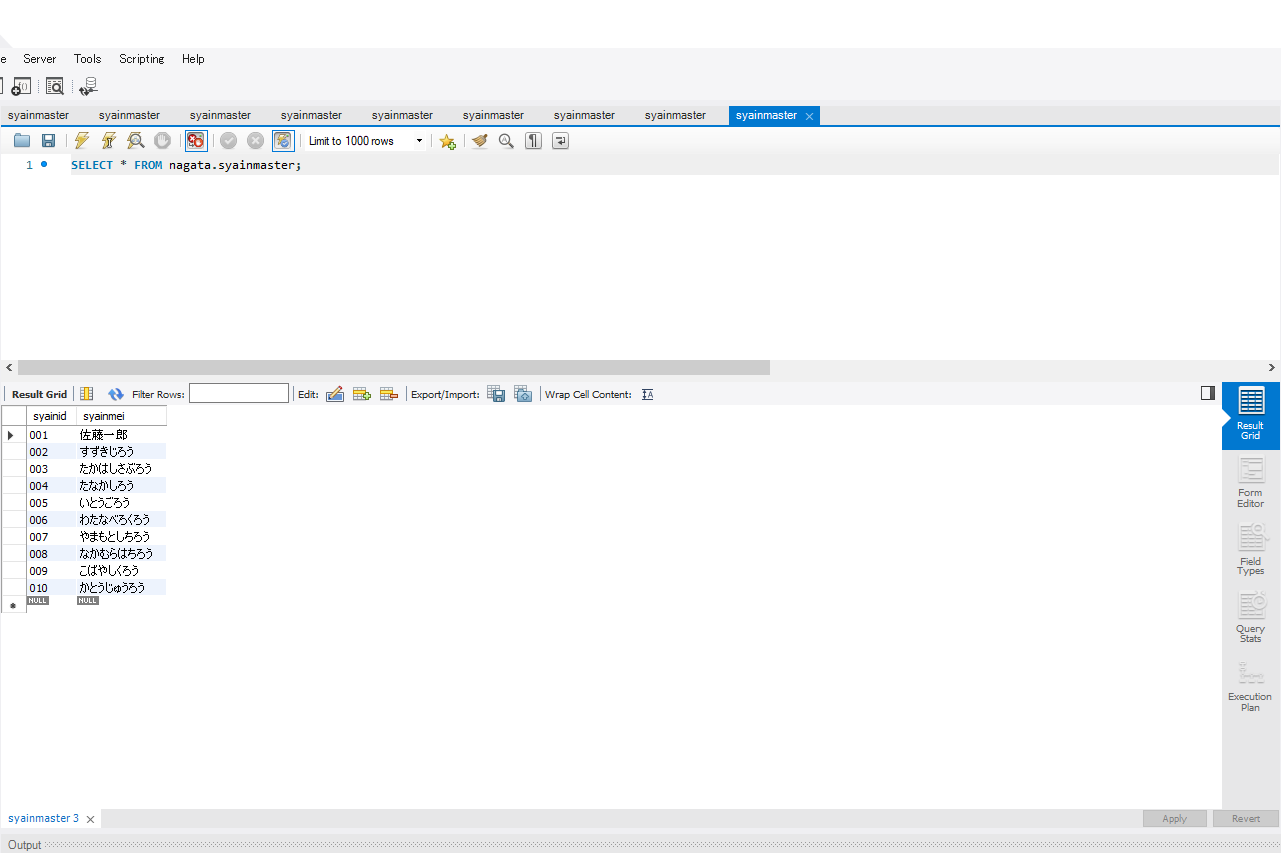 e Server Tools Scripting Help
syainmaster syainmaster syainmaster syainmaster syainmaster syainmaster syainmaster syainmaster syainmaster
Limit to 1000 rows
1 SELECT * FROM nagata.syainmaster;
Result Grid Filter Rows: Edit: Export/Import: Wrap Cell Content:
syainid syainmei
001 佐藤一郎
002 すずきじろう
003 たかはしさぶろう
004 たなかしろう
005 いとうごろう
006 わたなべろくろう
007 やまもとしちろう
008 なかむらはちろう
009 こばやしくろう
010 かとうじゅうろう
NULL NULL
Result
Grid
Form
Editor
Field
Types
Query
Stats
Execution
Plan
syainmaster 3
Apply Revert
Output